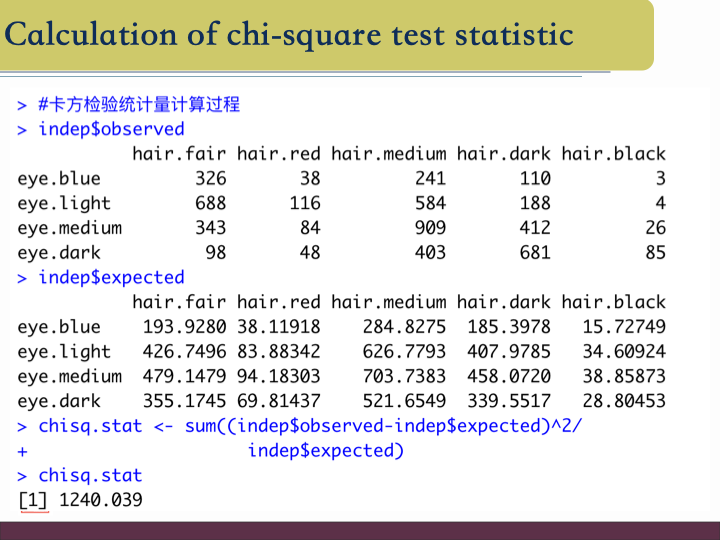 Calculation of chi-square test statistic
> #卡方检验统计量计算过程
> indep$observed
hair.fair hair.red hair.medium hair.dark hair.black
eye.blue 326 38 241 110 3
eye.light 688 116 584 188 4
eye.medium 343 84 909 412 26
eye.dark 98 48 403 681 85
> indep$expected
hair.fair hair.red hair.medium hair.dark hair.black
eye.blue 193.9280 38.11918 284.8275 185.3978 15.72749
eye.light 426.7496 83.88342 626.7793 407.9785 34.60924
eye.medium 479.1479 94.18303 703.7383 458.0720 38.85873
eye.dark 355.1745 69.81437 521.6549 339.5517 28.80453
> chisq.stat <- sum((indep$observed-indep$expected)^2/
+ indep$expected)
> chisq.stat
[1] 1240.039